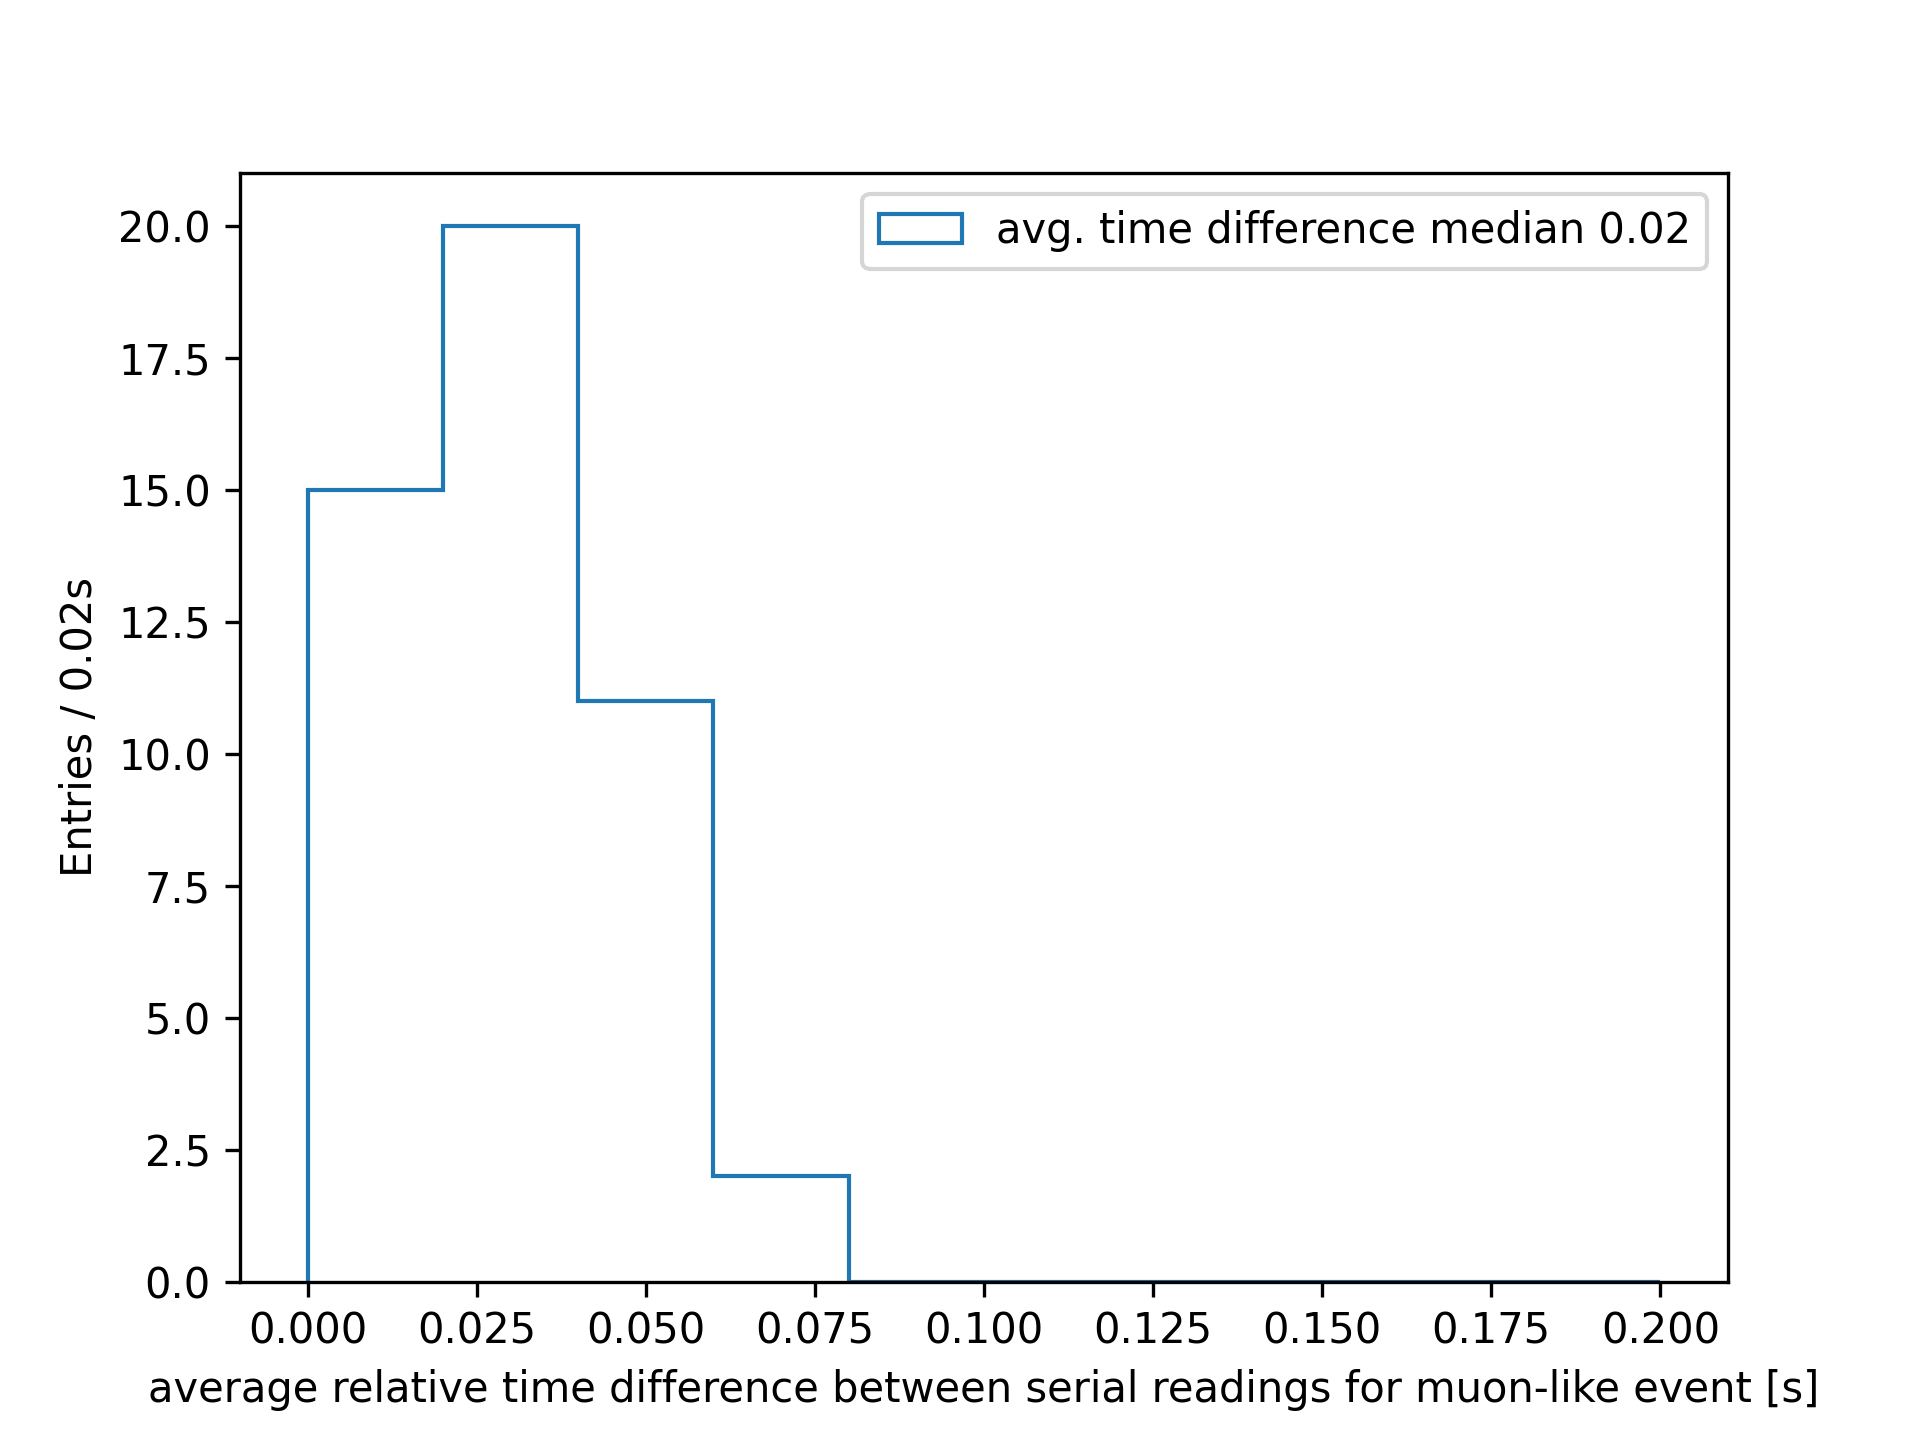 avg. time difference median 0.02
20.0
17.5
15.0
12.5
10.0
7.5
5.0
2.5
0.0
Entries / 0.02s
0.000 0.025 0.050 0.075 0.100 0.125 0.150 0.175 0.200
average relative time difference between serial readings for muon-like event [s]